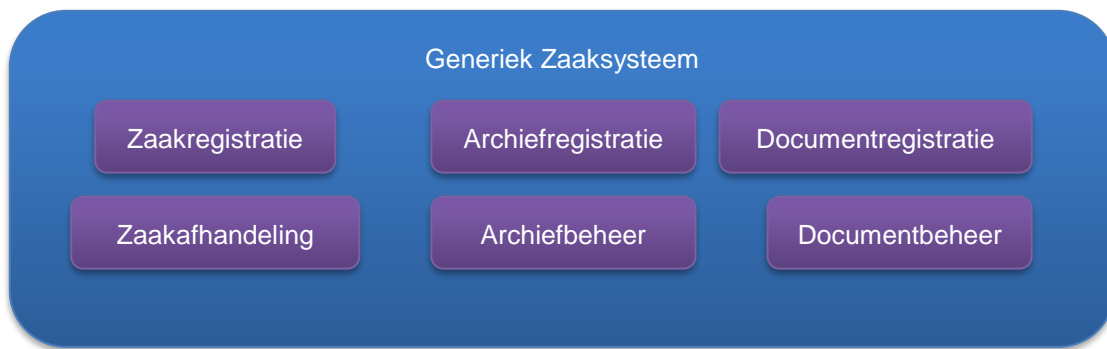 Generiek Zaaksysteem
Zaakregistratie
Archiefregistratie
Documentregistratie
Zaakafhandeling
Archiefbeheer
Documentbeheer